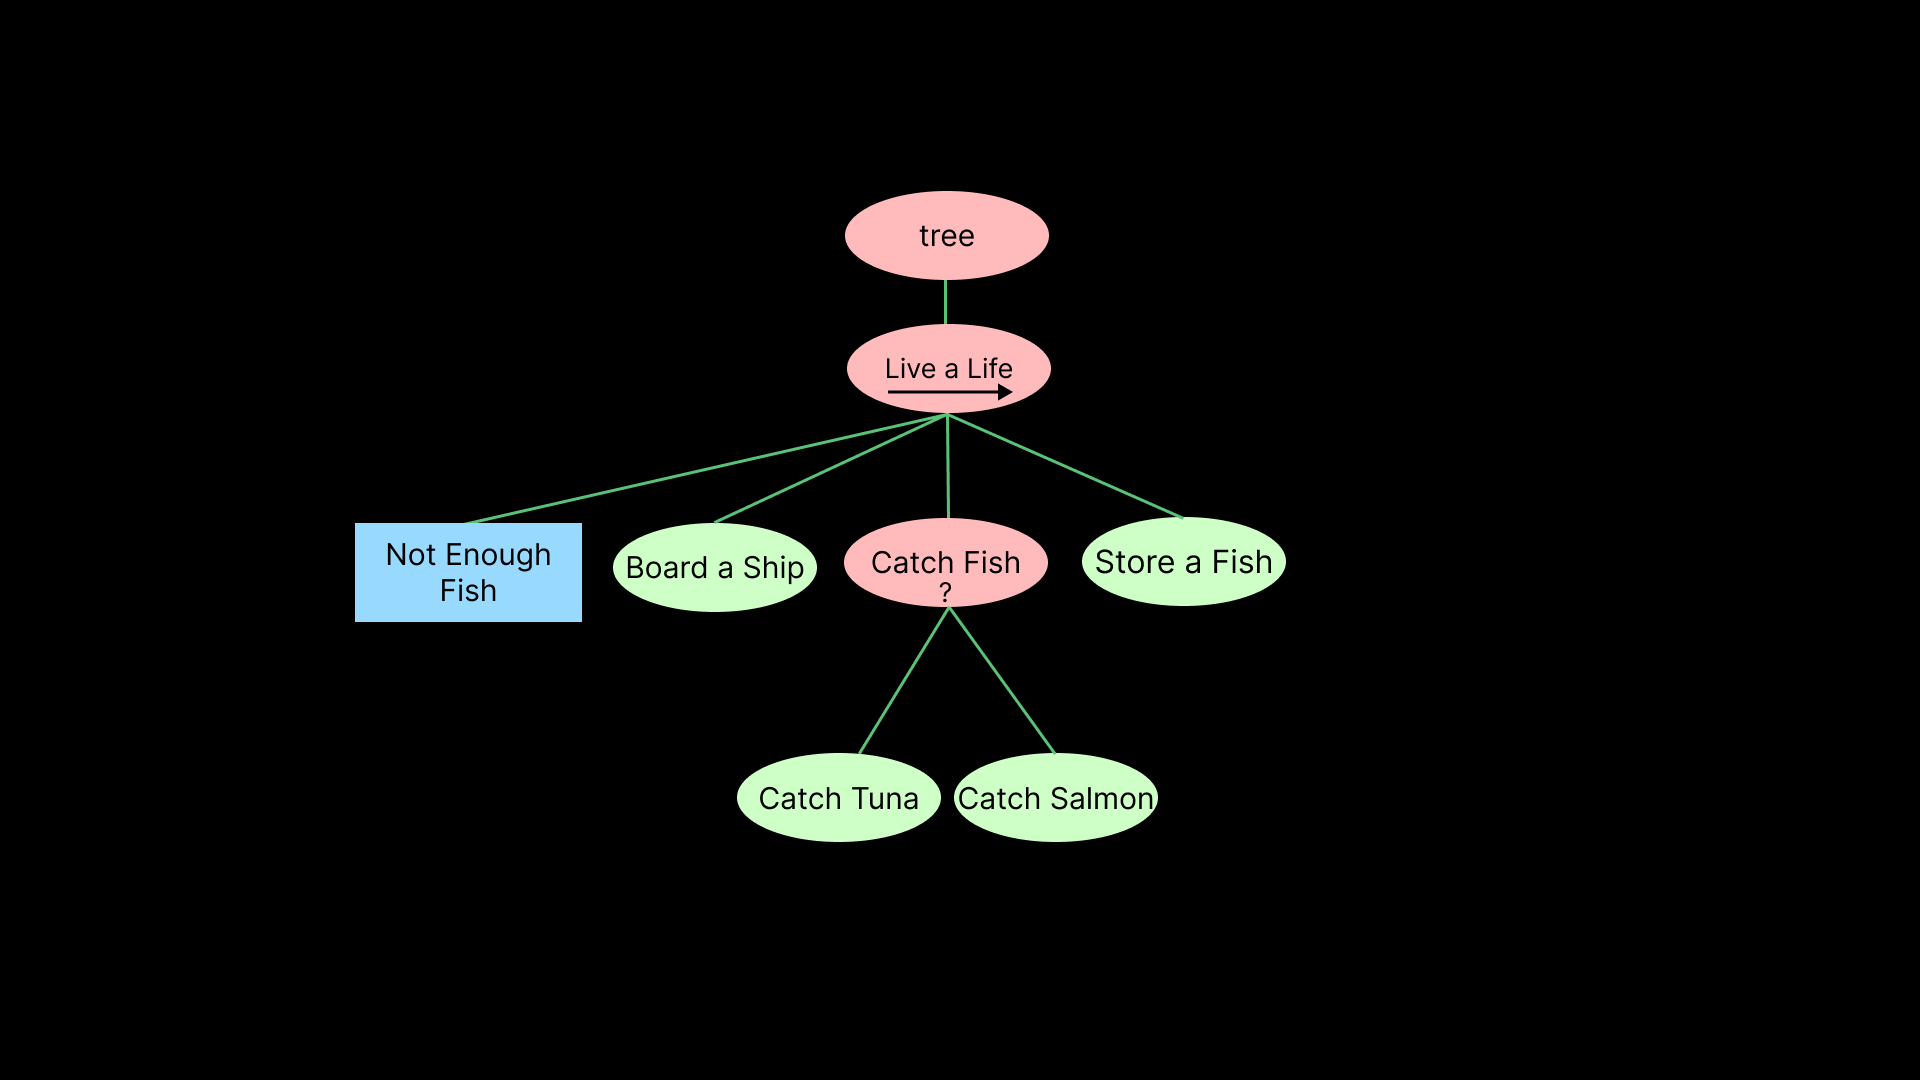 tree
Live a Life
Not Enough
Fish
Board a Ship
Catch Fish
?
Store a Fish
Catch Tuna
Catch Salmon